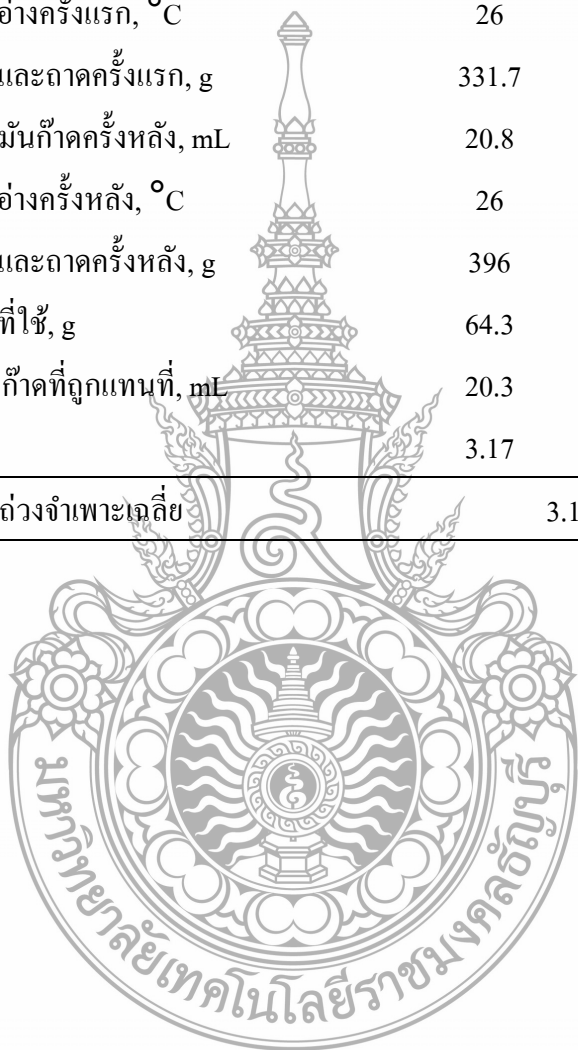 อ่างครั้งแรก, °C 26
และถาดครั้งแรก, g 331.7
มันก๊าดครั้งหลัง, mL 20.8
อ่างครั้งหลัง, °C 26
และถาดครั้งหลัง, g 396
ที่ใช้, g 64.3
ก๊าดที่ถูกแทนที่, mL 20.3
3.17
ถ่วงจำเพาะเฉลี่ย 3.1
มหาวิทยาลัยเทคโนโลยีราชมงคลธัญบุรี